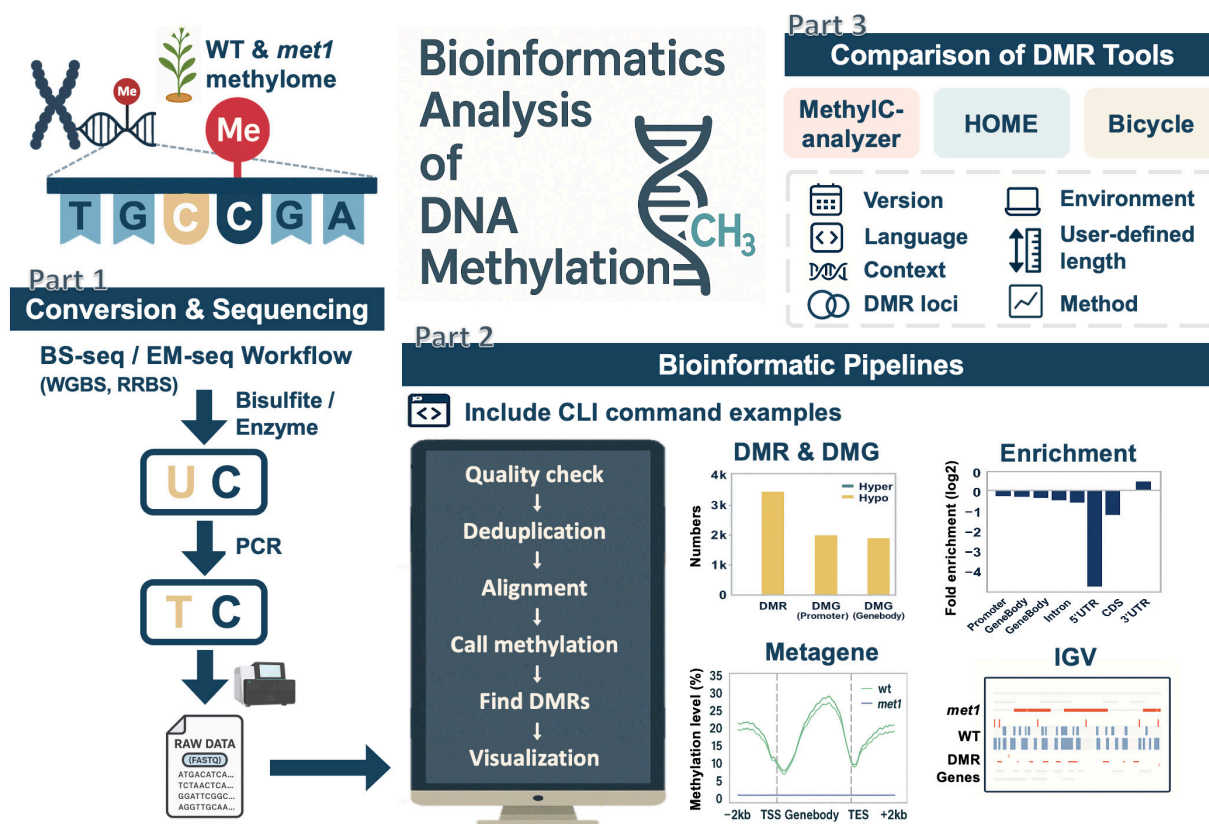 WT & met1
methylome
Me
Me
T G C C G A
Bioinformatics
Analysis
of
DNA
Methylation
CH3
Part 3
Comparison of DMR Tools
MethylC-
analyzer
HOME
Bicycle
Version
Language
Context
DMR loci
Environment
User-defined
length
Method
Part 1
Conversion & Sequencing
BS-seq / EM-seq Workflow
(WGBS, RRBS)
Bisulfite /
Enzyme
U C
PCR
T C
RAW DATA
(FASTQ)
ATGACATCA...
TCTAACTCA...
GGATTCGGC...
AGGTTGCAA...
Part 2
Bioinformatic Pipelines
Include CLI command examples
Quality check
Deduplication
Alignment
Call methylation
Find DMRs
Visualization
DMR & DMG
Numbers
4k
3k
2k
1k
0
Hyper
Hypo
DMR
DMG
(Promoter)
DMG
(Genebody)
Enrichment
Fold enrichment (log2)
0
0
−1
−2
−3
−4
Promoter
GeneBody
GeneBody
Intron
5'UTR
CDS
3'UTR
Metagene
Methylation level (%)
35
30
25
20
15
10
5
0
wt
met1
−2kb TSS Genebody TES +2kb
IGV
met1
WT
DMR
Genes